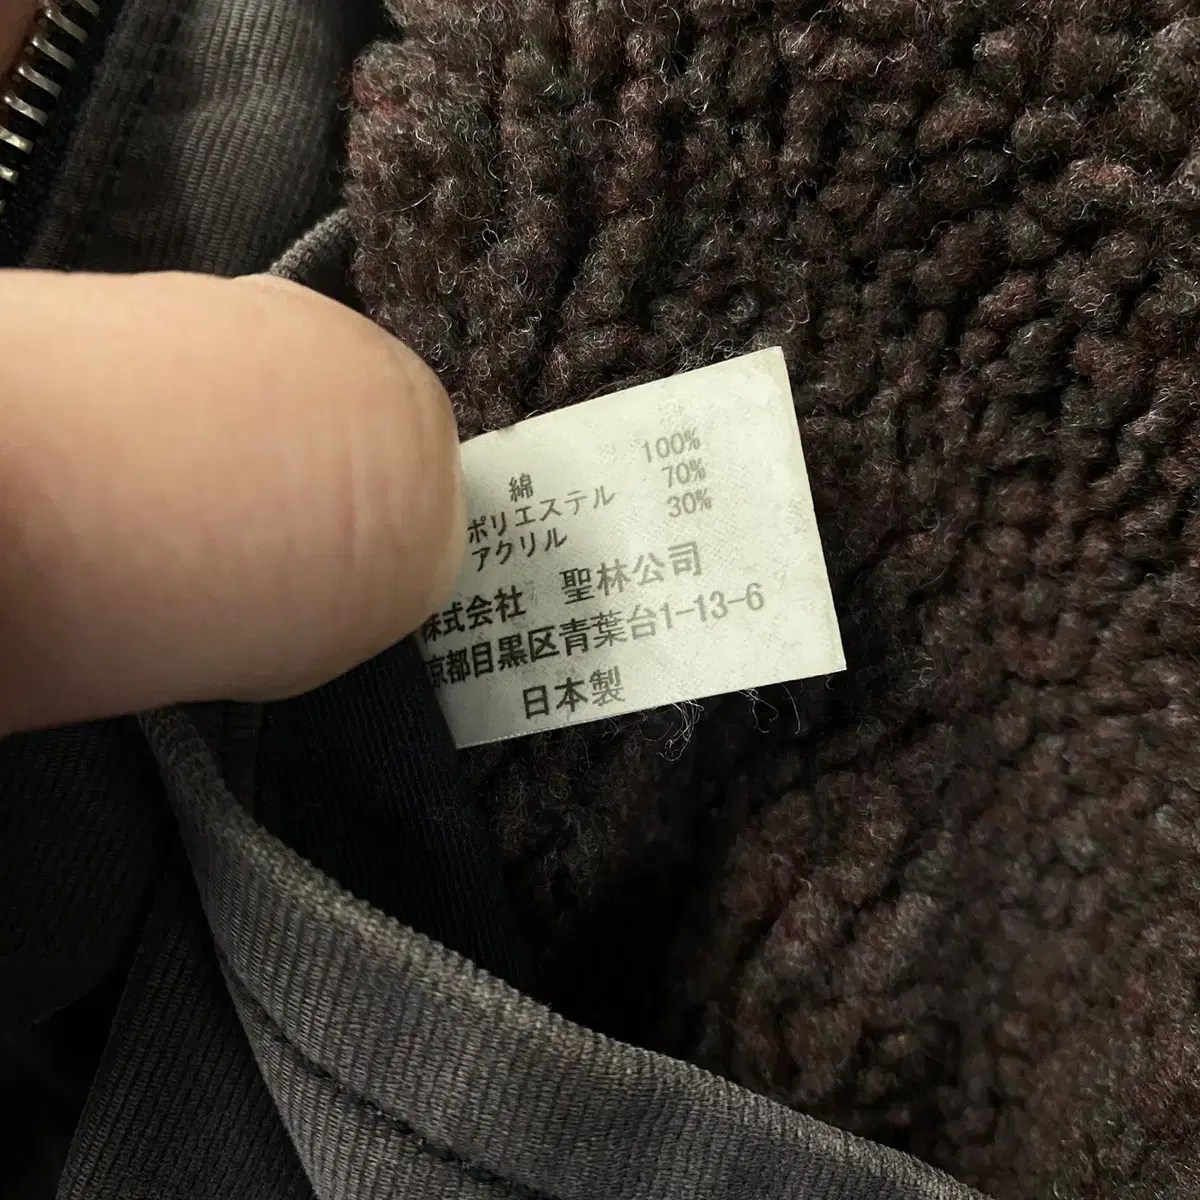 綿 100%
ポリエステル 70%
アクリル 30%
株式会社 聖林公司
京都目黒区青葉台1-13-6
日本製